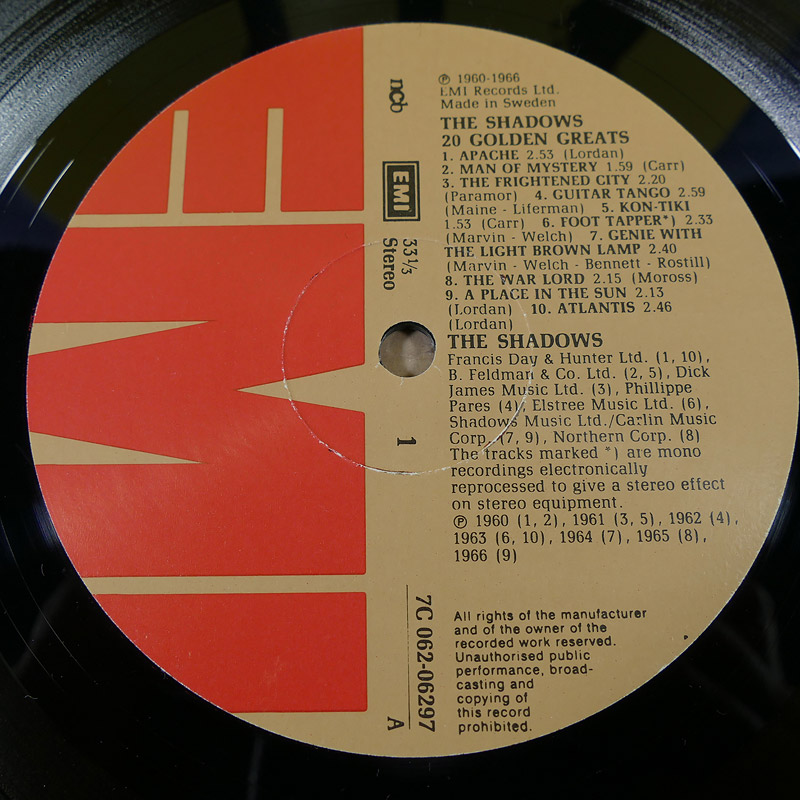 EMI
ncb
EMI
33 1/3
Stereo
1
7C 062-06297
A
℗ 1960-1966
EMI Records Ltd.
Made in Sweden
THE SHADOWS
20 GOLDEN GREATS
1. APACHE 2.53 (Lordan)
2. MAN OF MYSTERY 1.59 (Carr)
3. THE FRIGHTENED CITY 2.20
(Paramor) 4. GUITAR TANGO 2.59
(Maine - Liferman) 5. KON-TIKI
1.53 (Carr) 6. FOOT TAPPER*) 2.33
(Marvin - Welch) 7. GENIE WITH
THE LIGHT BROWN LAMP 2.40
(Marvin - Welch - Bennett - Rostill)
8. THE WAR LORD 2.15 (Moross)
9. A PLACE IN THE SUN 2.13
(Lordan) 10. ATLANTIS 2.46
(Lordan)
THE SHADOWS
Francis Day & Hunter Ltd. (1, 10),
B. Feldman & Co. Ltd. (2, 5), Dick
James Music Ltd. (3), Phillippe
Pares (4), Elstree Music Ltd. (6),
Shadows Music Ltd./Carlin Music
Corp. (7, 9), Northern Corp. (8)
The tracks marked *) are mono
recordings electronically
reprocessed to give a stereo effect
on stereo equipment.
℗ 1960 (1, 2), 1961 (3, 5), 1962 (4),
1963 (6, 10), 1964 (7), 1965 (8),
1966 (9)
All rights of the manufacturer
and of the owner of the
recorded work reserved.
Unauthorised public
performance, broad-
casting and
copying of
this record
prohibited.